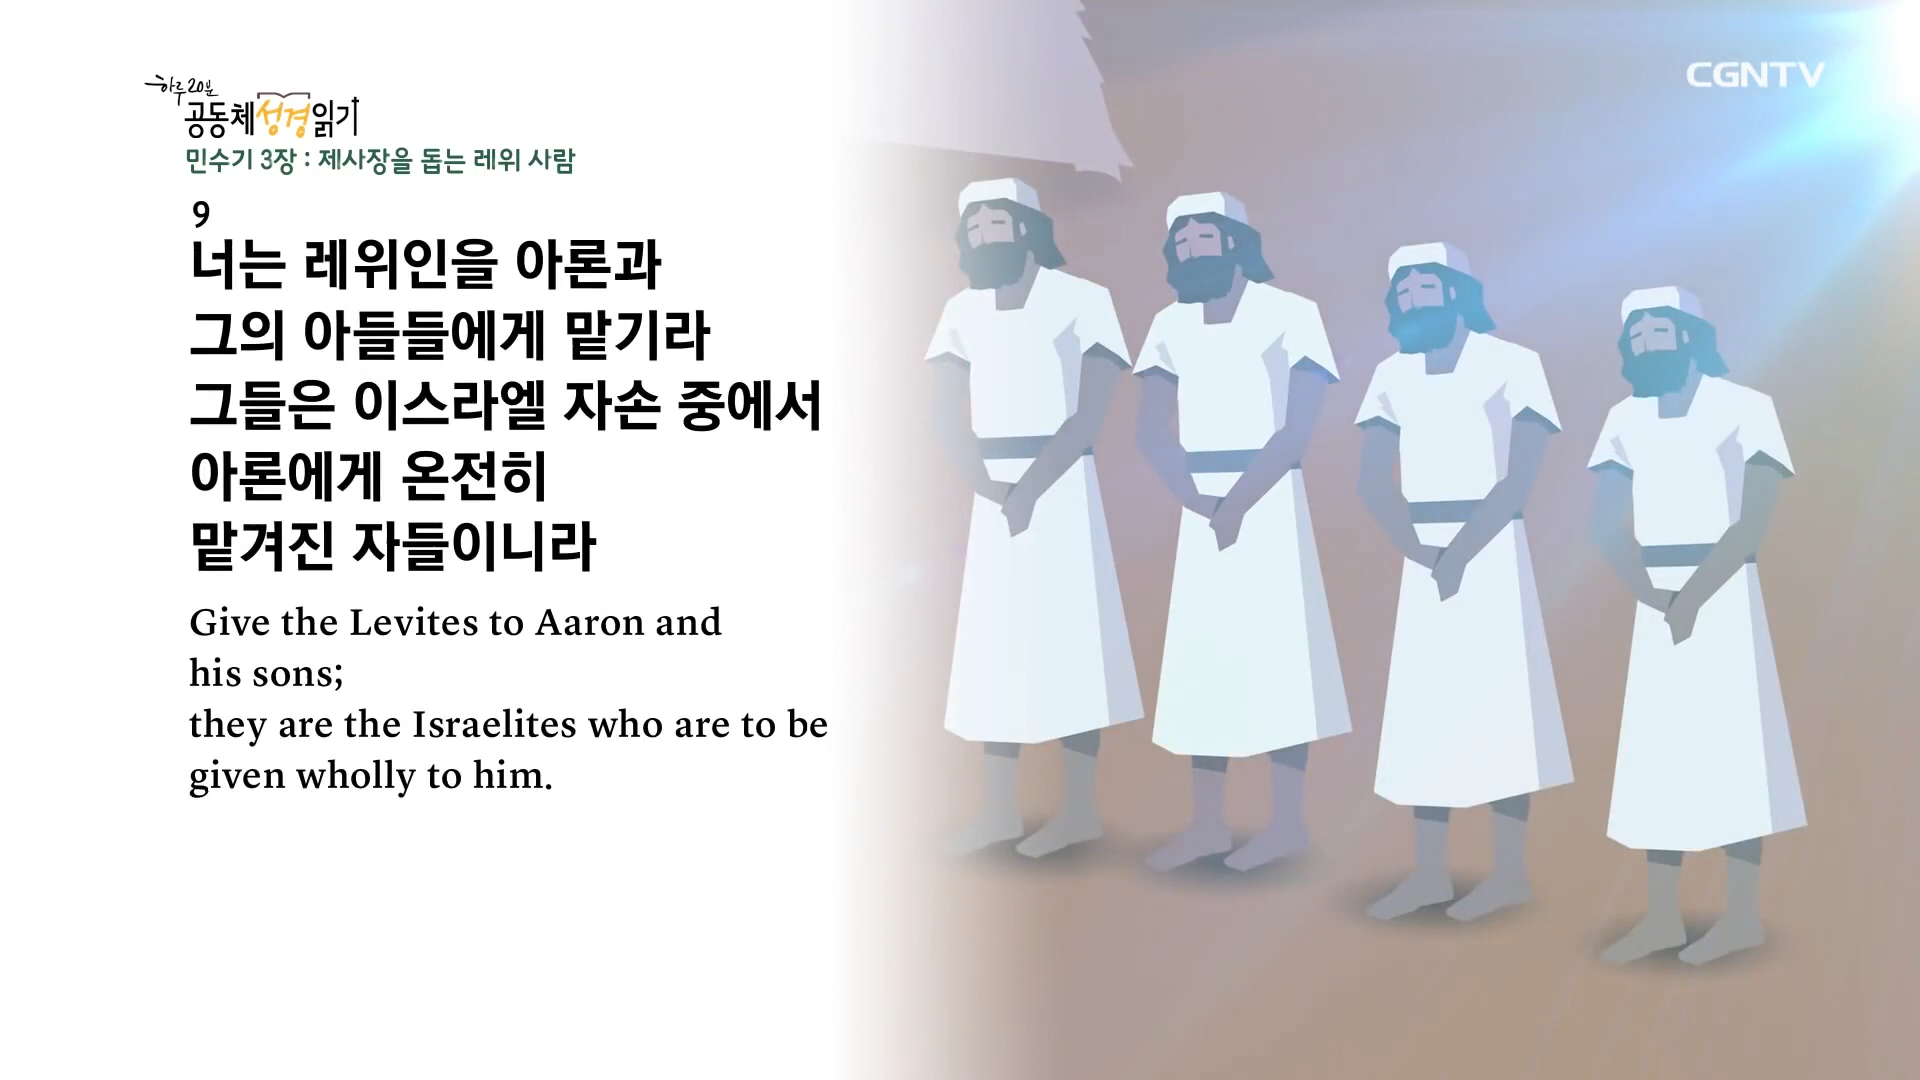 하루 20분
공동체성경읽기
CGNTV
민수기 3장 : 제사장을 돕는 레위 사람
9
너는 레위인을 아론과
그의 아들들에게 맡기라
그들은 이스라엘 자손 중에서
아론에게 온전히
맡겨진 자들이니라
Give the Levites to Aaron and
his sons;
they are the Israelites who are to be
given wholly to him.